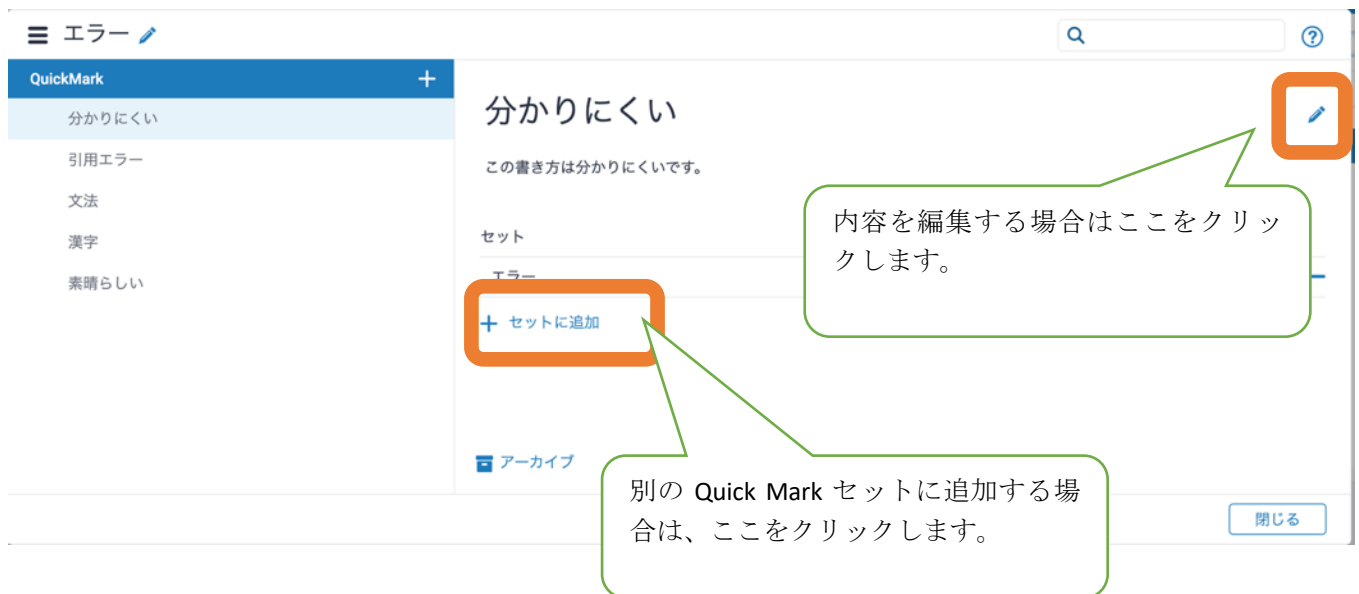 エラー
QuickMark
分かりにくい
引用エラー
文法
漢字
素晴らしい
分かりにくい
この書き方は分かりにくいです。
セット
エラー
セットに追加
アーカイブ
閉じる
内容を編集する場合はここをクリッ
クします。
別の Quick Mark セットに追加する場
合は、ここをクリックします。